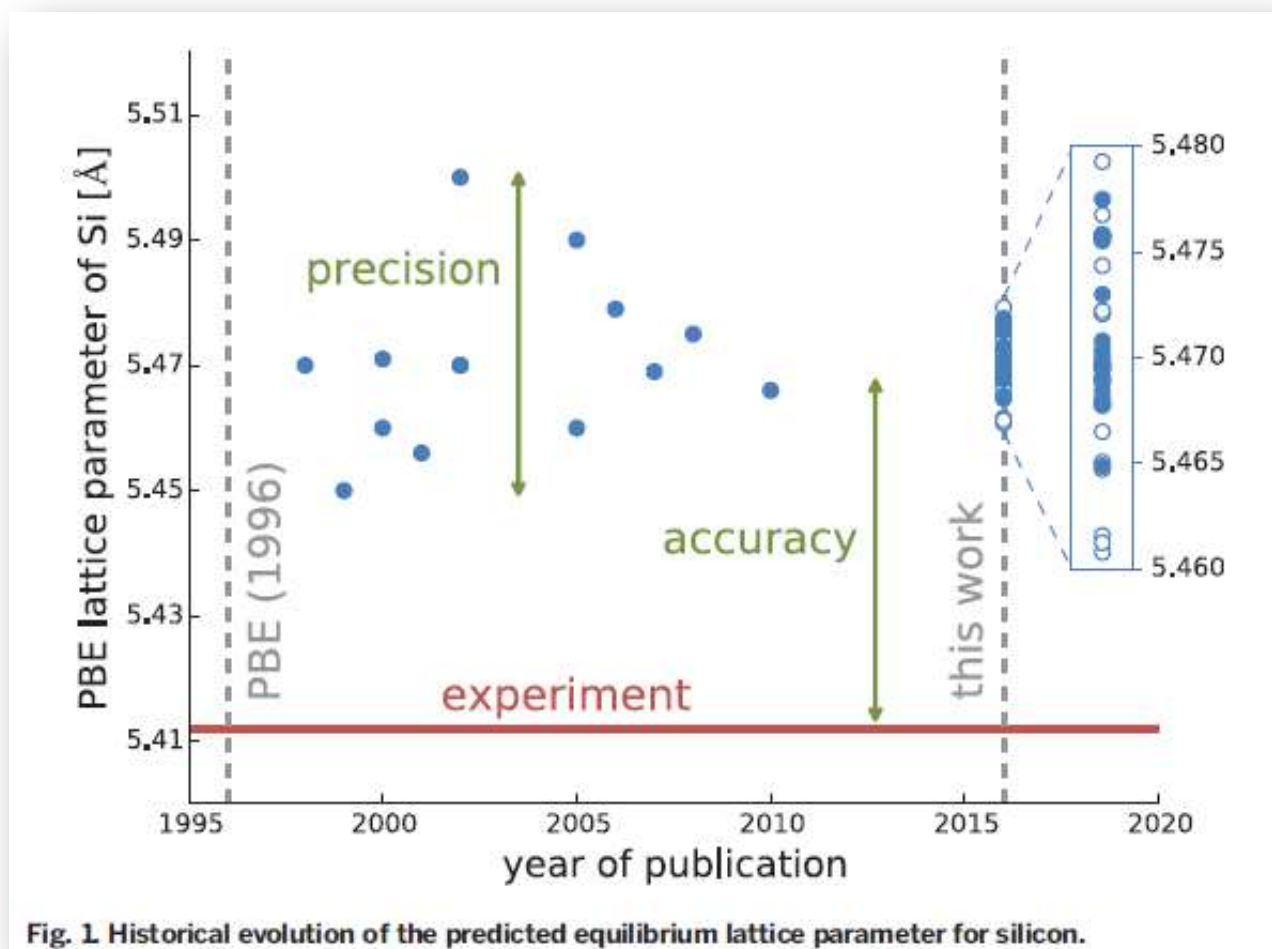 PBE lattice parameter of Si [Å]
5.51
5.49
5.47
5.45
5.43
5.41
PBE (1996)
precision
accuracy
experiment
this work
5.480
5.475
5.470
5.465
5.460
1995 2000 2005 2010 2015 2020
year of publication
Fig. 1. Historical evolution of the predicted equilibrium lattice parameter for silicon.